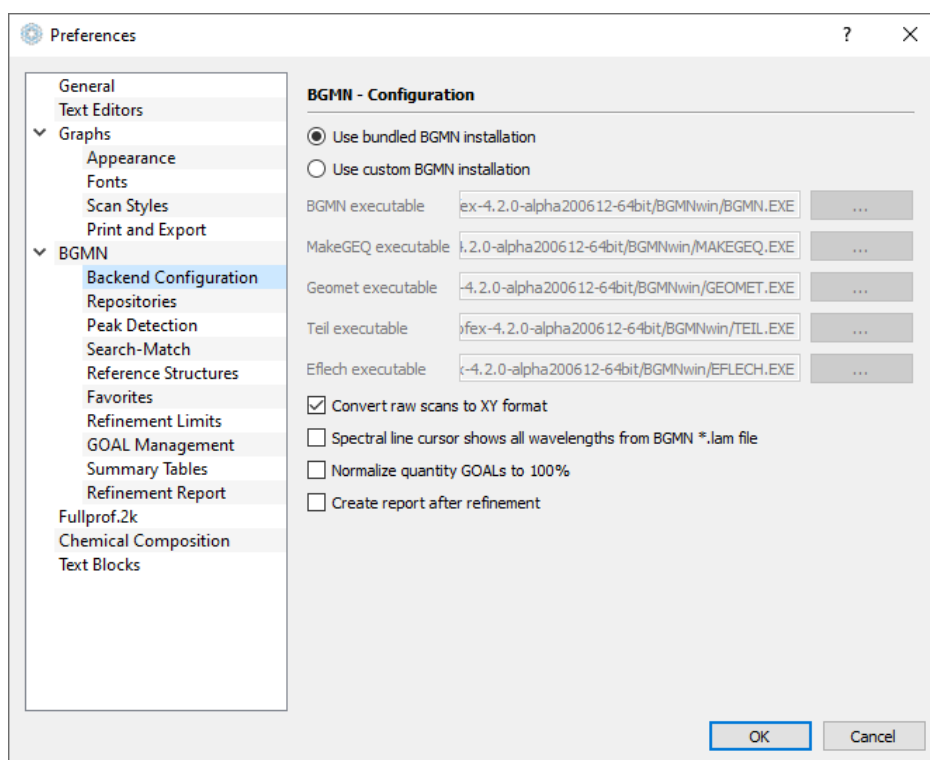 Preferences
?
General
Text Editors
Graphs
Appearance
Fonts
Scan Styles
Print and Export
BGMN
Backend Configuration
Repositories
Peak Detection
Search-Match
Reference Structures
Favorites
Refinement Limits
GOAL Management
Summary Tables
Refinement Report
Fullprof.2k
Chemical Composition
Text Blocks
BGMN - Configuration
Use bundled BGMN installation
Use custom BGMN installation
BGMN executable ex-4.2.0-alpha200612-64bit/BGMNwin/BGMN.EXE ...
MakeGEQ executable 4.2.0-alpha200612-64bit/BGMNwin/MAKEGEQ.EXE ...
Geomet executable -4.2.0-alpha200612-64bit/BGMNwin/GEOMET.EXE ...
Teil executable ofex-4.2.0-alpha200612-64bit/BGMNwin/TEIL.EXE ...
Eflech executable x-4.2.0-alpha200612-64bit/BGMNwin/EFLECH.EXE ...
Convert raw scans to XY format
Spectral line cursor shows all wavelengths from BGMN *.lam file
Normalize quantity GOALs to 100%
Create report after refinement
OK Cancel